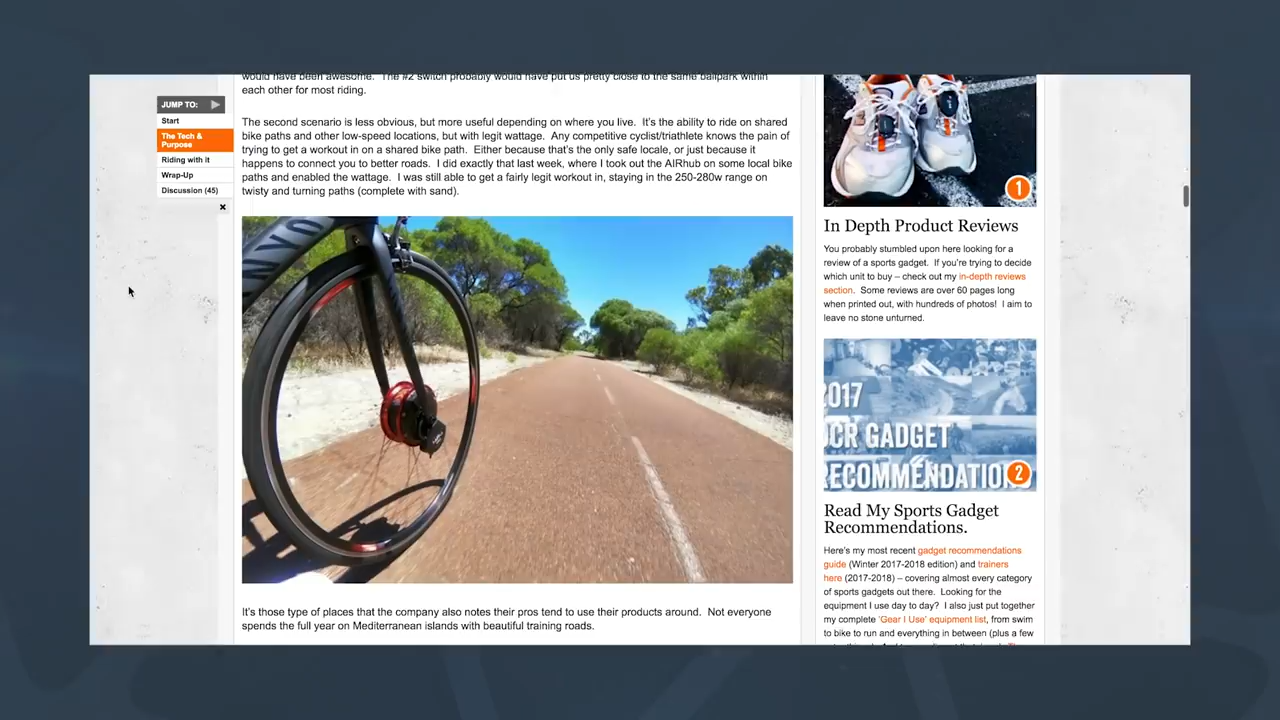 would have been awesome. The #2 switch probably would have put us pretty close to the same ballpark within
each other for most riding.
JUMP TO:
Start
The Tech &
Purpose
Riding with it
Wrap-Up
Discussion (45)
The second scenario is less obvious, but more useful depending on where you live. It's the ability to ride on shared
bike paths and other low-speed locations, but with legit wattage. Any competitive cyclist/triathlete knows the pain of
trying to get a workout in on a shared bike path. Either because that's the only safe locale, or just because it
happens to connect you to better roads. I did exactly that last week, where I took out the AIRhub on some local bike
paths and enabled the wattage. I was still able to get a fairly legit workout in, staying in the 250-280w range on
twisty and turning paths (complete with sand).
It's those type of places that the company also notes their pros tend to use their products around. Not everyone
spends the full year on Mediterranean islands with beautiful training roads.
1
In Depth Product Reviews
You probably stumbled upon here looking for a
review of a sports gadget. If you're trying to decide
which unit to buy – check out my in-depth reviews
section. Some reviews are over 60 pages long
when printed out, with hundreds of photos! I aim to
leave no stone unturned.
2017
DCR GADGET
RECOMMENDATION
2
Read My Sports Gadget
Recommendations.
Here's my most recent gadget recommendations
guide (Winter 2017-2018 edition) and trainers
here (2017-2018) – covering almost every category
of sports gadgets out there. Looking for the
equipment I use day to day? I also just put together
my complete 'Gear I Use' equipment list, from swim
to bike to run and everything in between (plus a few